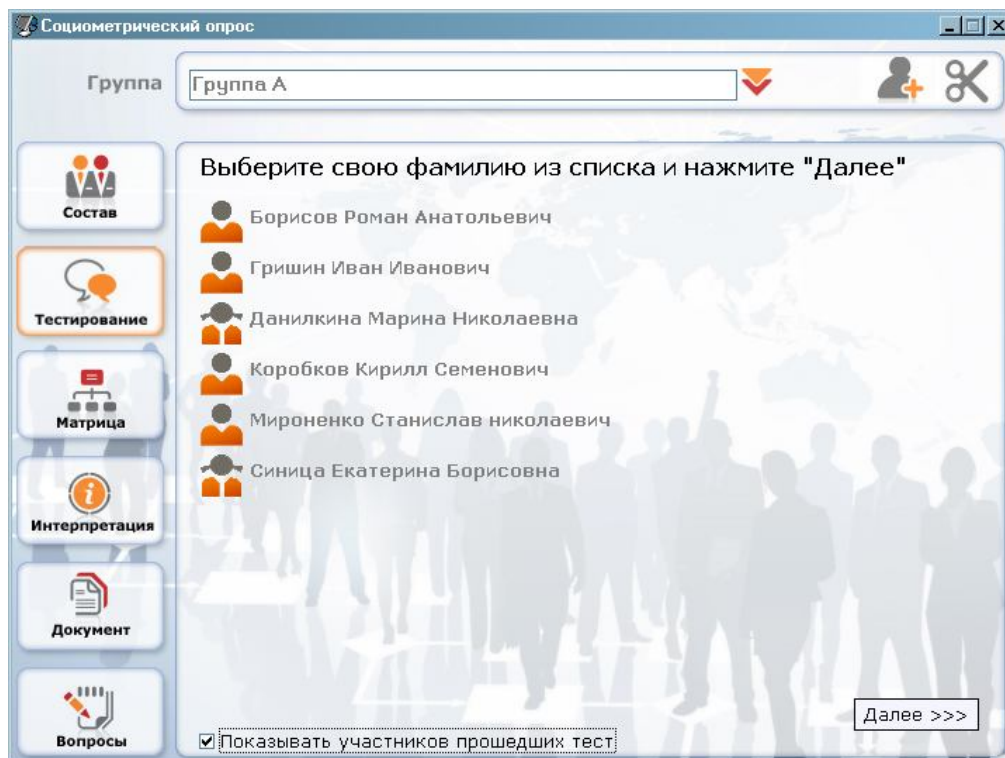 Социометрический опрос
Группа
Группа А
Состав
Тестирование
Матрица
Интерпретация
Документ
Вопросы
Выберите свою фамилию из списка и нажмите "Далее"
Борисов Роман Анатольевич
Гришин Иван Иванович
Данилкина Марина Николаевна
Коробков Кирилл Семенович
Мироненко Станислав николаевич
Синица Екатерина Борисовна
Далее >>>
Показывать участников прошедших тест